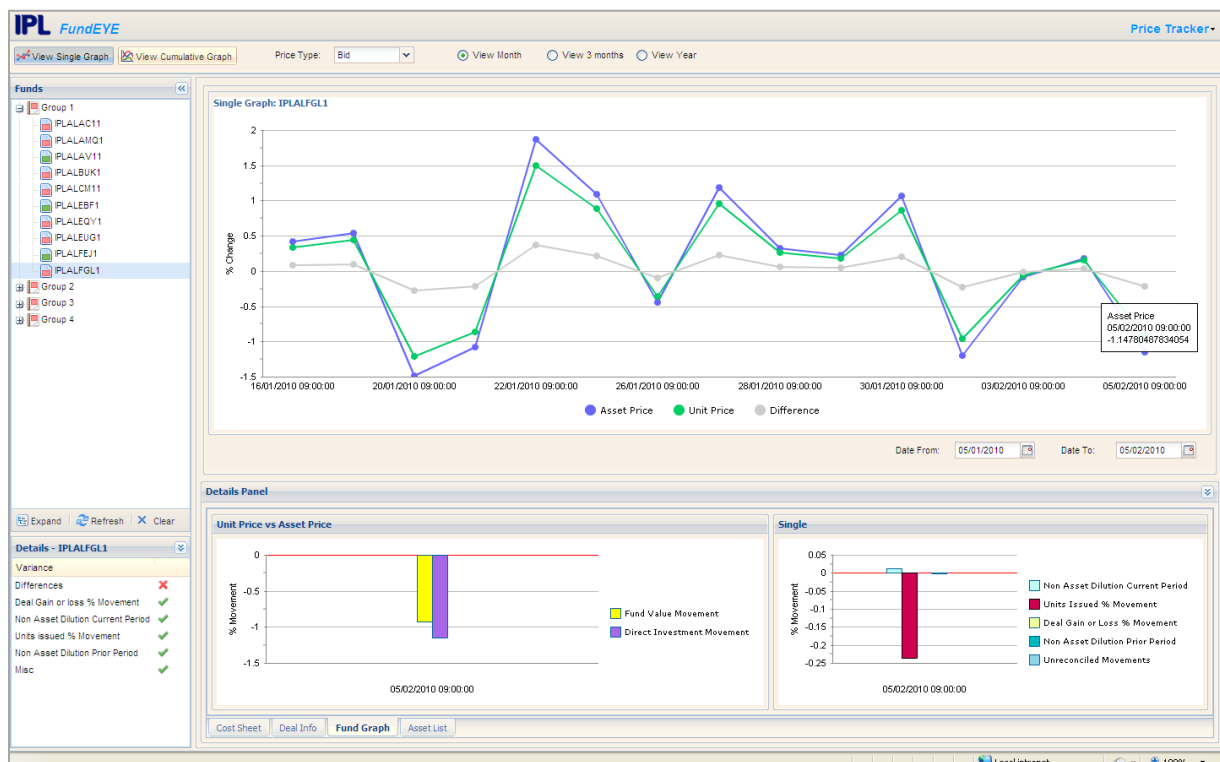 IPL FundEYE
Price Tracker
View Single Graph View Cumulative Graph Price Type: Bid View Month View 3 months View Year
Funds
Group 1
IPLALAC11
IPLALAMQ1
IPLALAV11
IPLALBUK1
IPLALCM11
IPLALEBF1
IPLALEQY1
IPLALEUG1
IPLALFEJ1
IPLALFGL1
Group 2
Group 3
Group 4
Expand Refresh Clear
Details - IPLALFGL1
Variance
Differences
Deal Gain or loss % Movement
Non Asset Dilution Current Period
Units issued % Movement
Non Asset Dilution Prior Period
Misc
Single Graph: IPLALFGL1
% Change
2
1.5
1
0.5
0
-0.5
-1
-1.5
Asset Price
05/02/2010 09:00:00
-1.14780487834054
16/01/2010 09:00:00 20/01/2010 09:00:00 22/01/2010 09:00:00 26/01/2010 09:00:00 28/01/2010 09:00:00 30/01/2010 09:00:00 03/02/2010 09:00:00 05/02/2010 09:00:00
Asset Price Unit Price Difference
Date From: 05/01/2010 Date To: 05/02/2010
Details Panel
Unit Price vs Asset Price
% Movement
0
-0.5
-1
-1.5
05/02/2010 09:00:00
Fund Value Movement
Direct Investment Movement
Single
% Movement
0.05
0
-0.05
-0.1
-0.15
-0.2
-0.25
05/02/2010 09:00:00
Non Asset Dilution Current Period
Units Issued % Movement
Deal Gain or Loss % Movement
Non Asset Dilution Prior Period
Unreconciled Movements
Cost Sheet Deal Info Fund Graph Asset List
Local intranet 100%